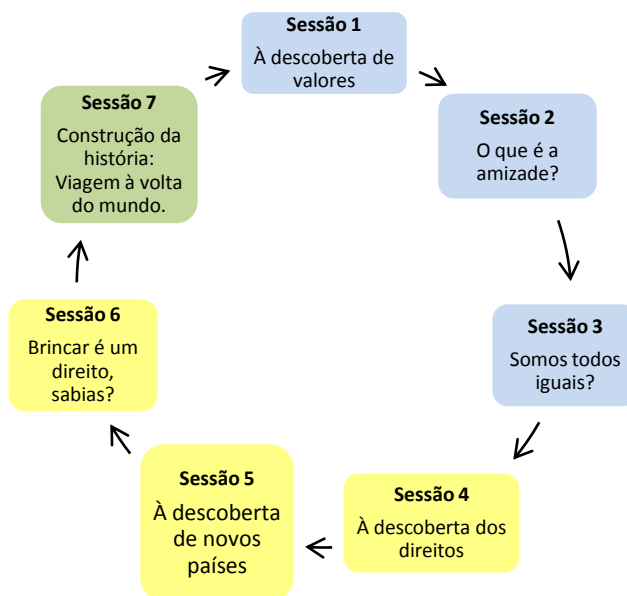 Sessão 1
À descoberta de
valores
Sessão 2
O que é a
amizade?
Sessão 3
Somos todos
iguais?
Sessão 4
À descoberta dos
direitos
Sessão 5
À descoberta
de novos
países
Sessão 6
Brincar é um
direito,
sabias?
Sessão 7
Construção da
história:
Viagem à volta
do mundo.